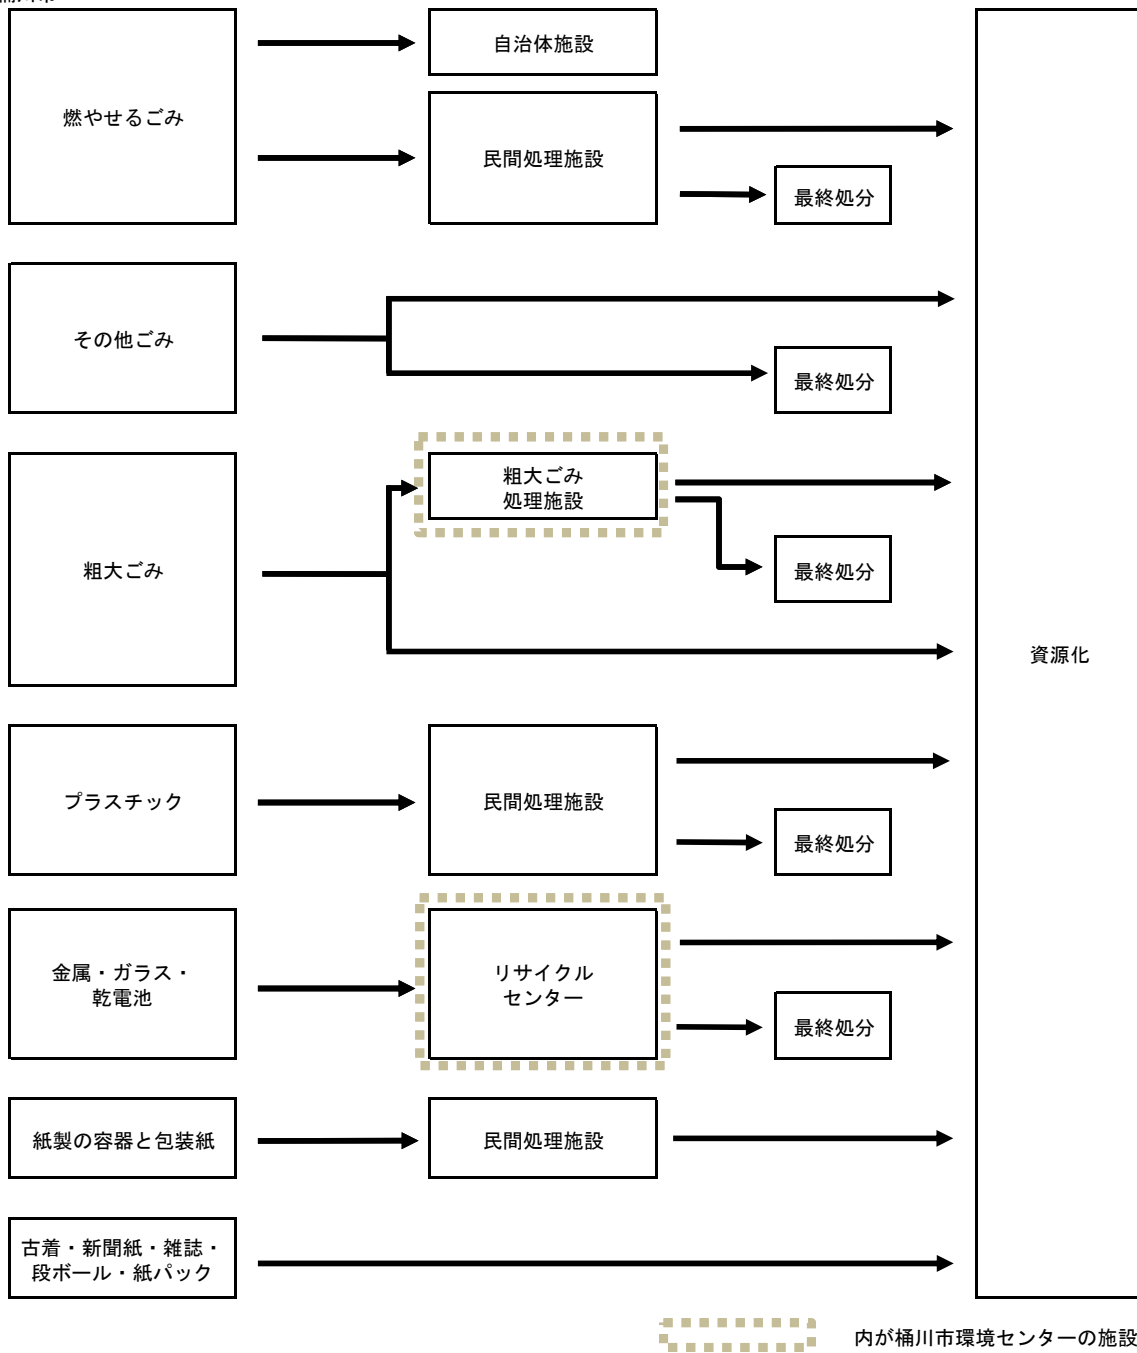 燃やせるごみ
自治体施設
民間処理施設
最終処分
その他ごみ
最終処分
粗大ごみ
粗大ごみ
処理施設
最終処分
資源化
プラスチック
民間処理施設
最終処分
金属・ガラス・
乾電池
リサイクル
センター
最終処分
紙製の容器と包装紙
民間処理施設
古着・新聞紙・雑誌・
段ボール・紙パック
内が桶川市環境センターの施設